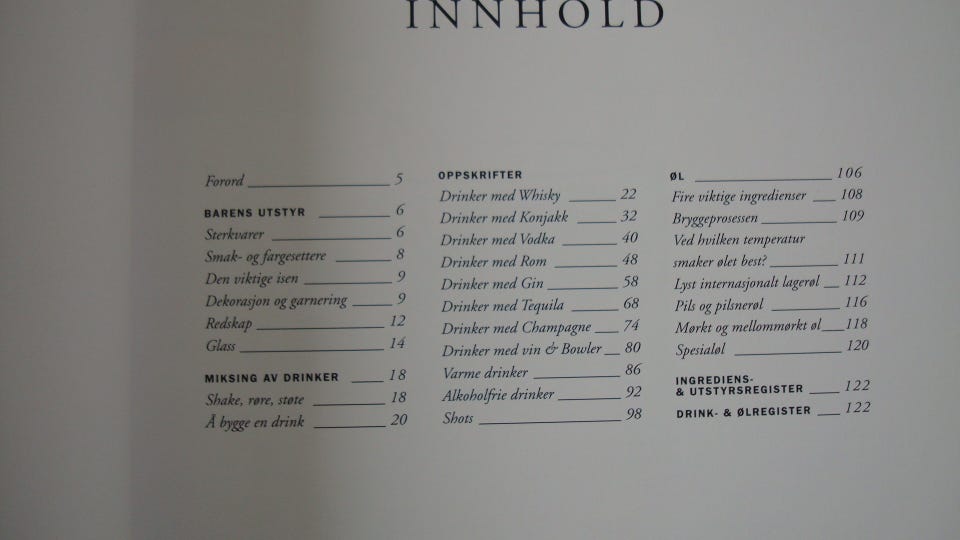 INNHOLD
Forord 5
BARENS UTSTYR 6
Sterkvarer 6
Smak- og fargesettere 8
Den viktige isen 9
Dekorasjon og garnering 9
Redskap 12
Glass 14
MIKSING AV DRINKER 18
Shake, røre, støte 18
Å bygge en drink 20
OPPSKRIFTER
Drinker med Whisky 22
Drinker med Konjakk 32
Drinker med Vodka 40
Drinker med Rom 48
Drinker med Gin 58
Drinker med Tequila 68
Drinker med Champagne 74
Drinker med vin & Bowler 80
Varme drinker 86
Alkoholfrie drinker 92
Shots 98
ØL 106
Fire viktige ingredienser 108
Bryggeprosessen 109
Ved hvilken temperatur
smaker ølet best? 111
Lyst internasjonalt lagerøl 112
Pils og pilsnerøl 116
Mørkt og mellommørkt øl 118
Spesialøl 120
INGREDIENS-
& UTSTYRSREGISTER 122
DRINK- & ØLREGISTER 122